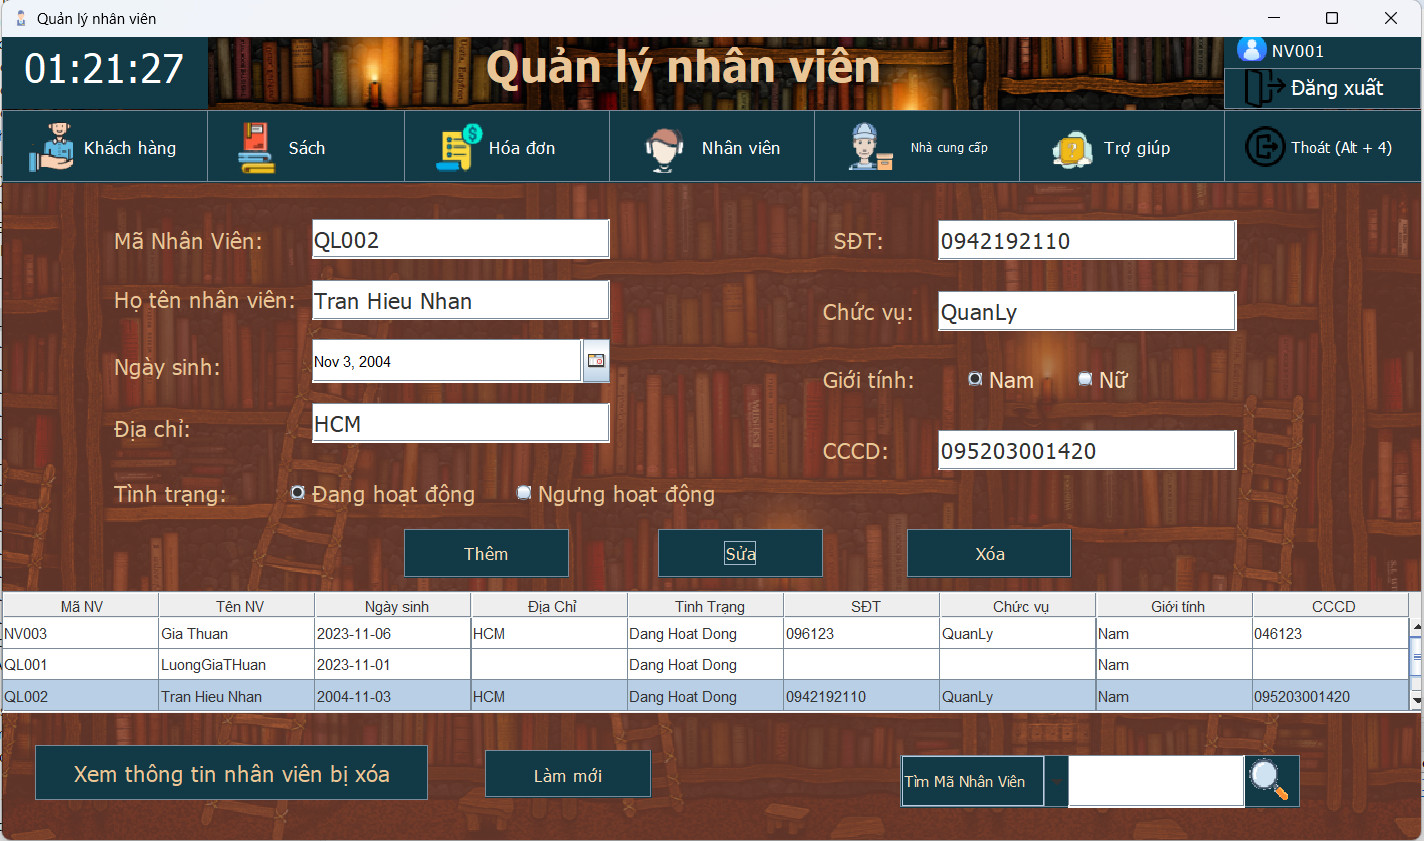 Quản lý nhân viên
01:21:27
Quản lý nhân viên
NV001
Đăng xuất
Khách hàng
Sách
Hóa đơn
Nhân viên
Nhà cung cấp
Trợ giúp
Thoát (Alt + 4)
Mã Nhân Viên: QL002
SĐT: 0942192110
Họ tên nhân viên: Tran Hieu Nhan
Chức vụ: QuanLy
Ngày sinh: Nov 3, 2004
Giới tính: Nam Nữ
Địa chỉ: HCM
CCCD: 095203001420
Tình trạng: Đang hoạt động Ngưng hoạt động
Thêm Sửa Xóa
Mã NV Tên NV Ngày sinh Địa Chỉ Tinh Trạng SĐT Chức vụ Giới tính CCCD
NV003 Gia Thuan 2023-11-06 HCM Dang Hoat Dong 096123 QuanLy Nam 046123
QL001 LuongGiaTHuan 2023-11-01 Dang Hoat Dong Nam
QL002 Tran Hieu Nhan 2004-11-03 HCM Dang Hoat Dong 0942192110 QuanLy Nam 095203001420
Xem thông tin nhân viên bị xóa
Làm mới
Tìm Mã Nhân Viên